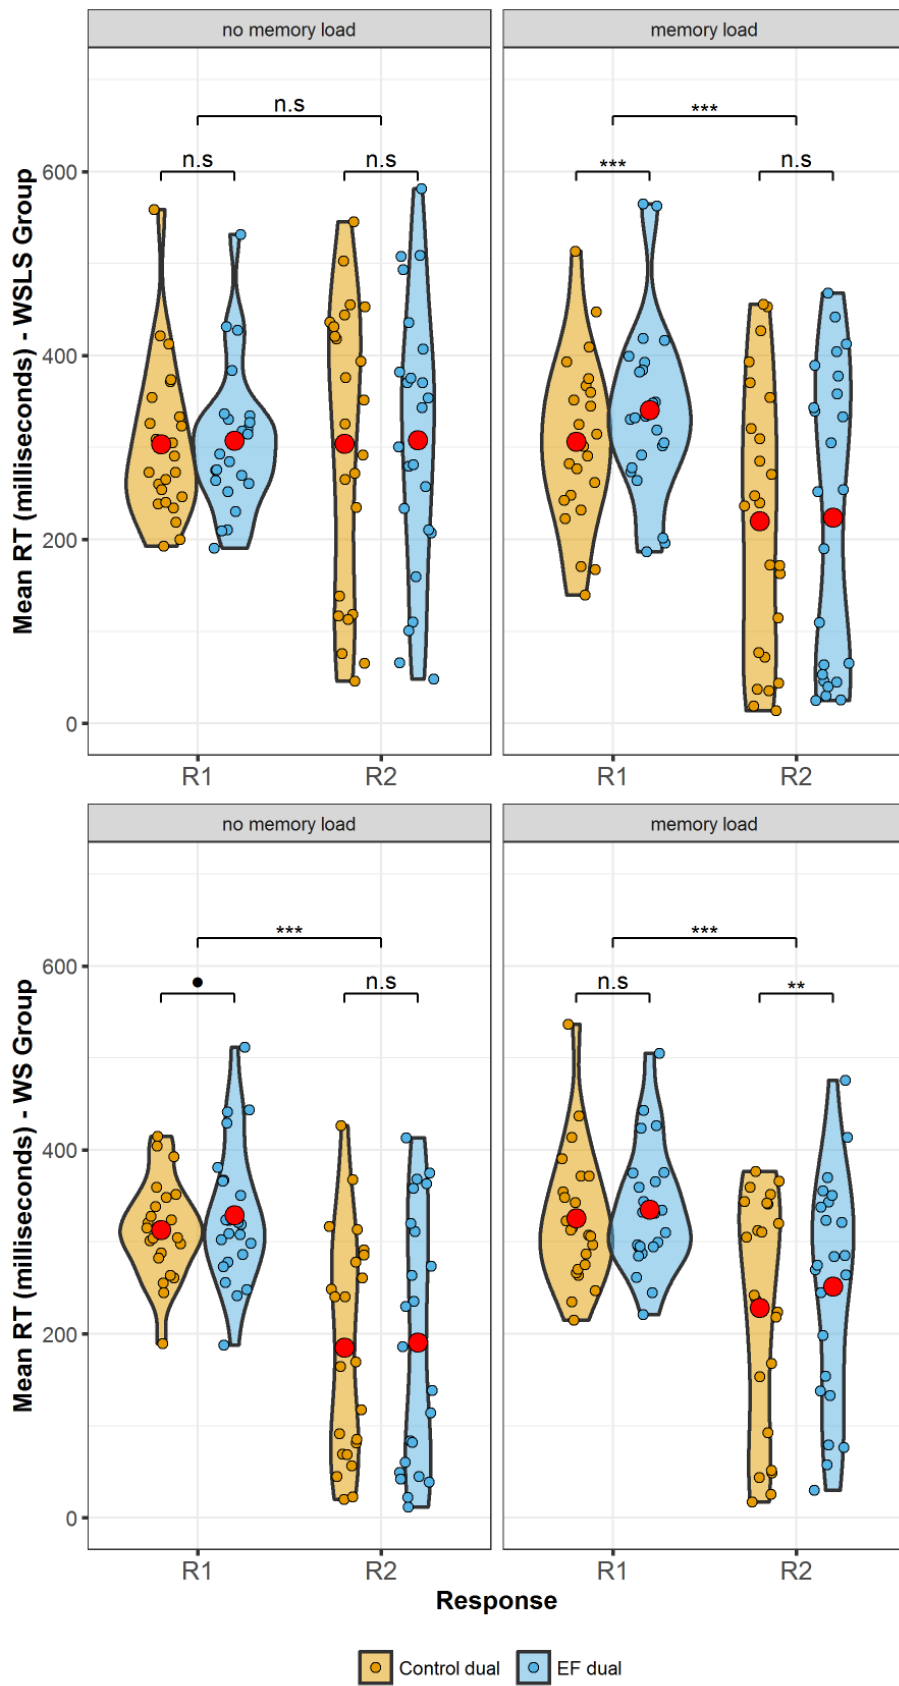 no memory load
memory load
n.s
***
n.s
n.s
***
n.s
600
400
200
0
Mean RT (milliseconds) - WSLS Group
R1
R2
R1
R2
no memory load
memory load
***
***
•
n.s
n.s
**
600
400
200
0
Mean RT (milliseconds) - WS Group
R1
R2
R1
R2
Response
Control dual
EF dual